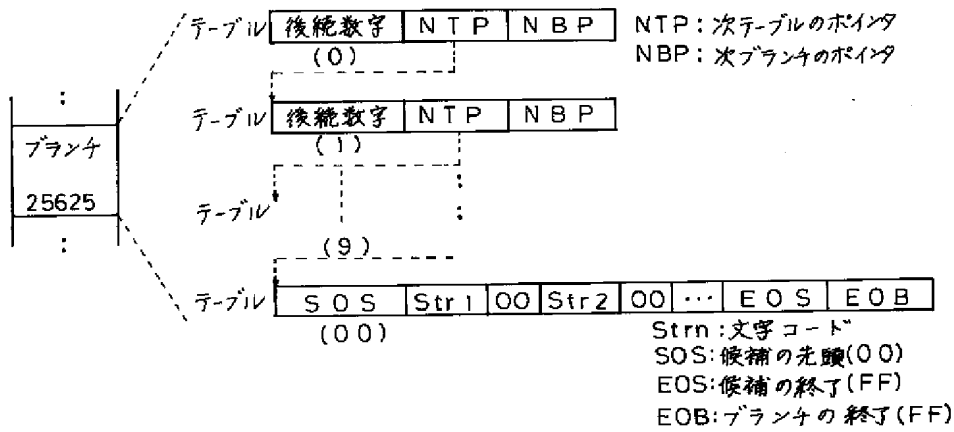 テーブル 後続数字 NTP NBP
NTP:次テーブルのポインタ
(0)
NBP:次ブランチのポインタ
:
テーブル 後続数字 NTP NBP
ブランチ
(1)
:
25625
テーブル
:
:
(9)
テーブル SOS Str1 00 Str2 00 … EOS EOB
(00)
Strn:文字コード
SOS:候補の先頭(00)
EOS:候補の終了(FF)
EOB:ブランチの終了(FF)